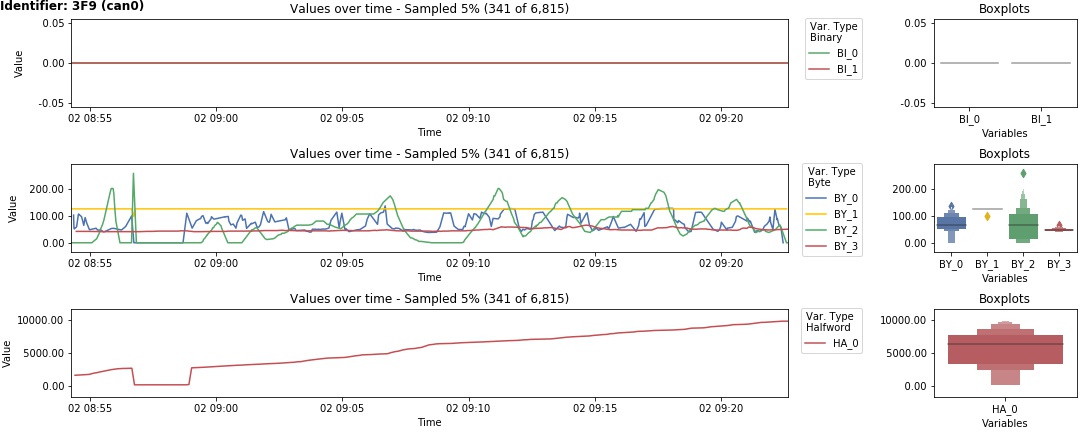 Identifier: 3F9 (can0)
Values over time - Sampled 5% (341 of 6,815)
Boxplots
Value
0.05
0.00
-0.05
02 08:55 02 09:00 02 09:05 02 09:10 02 09:15 02 09:20
Time
Var. Type
Binary
BI_0
BI_1
0.05
0.00
-0.05
BI_0 BI_1
Variables
Values over time - Sampled 5% (341 of 6,815)
Boxplots
Value
200.00
100.00
0.00
02 08:55 02 09:00 02 09:05 02 09:10 02 09:15 02 09:20
Time
Var. Type
Byte
BY_0
BY_1
BY_2
BY_3
200.00
100.00
0.00
BY_0 BY_1 BY_2 BY_3
Variables
Values over time - Sampled 5% (341 of 6,815)
Boxplots
Value
10000.00
5000.00
0.00
02 08:55 02 09:00 02 09:05 02 09:10 02 09:15 02 09:20
Time
Var. Type
Halfword
HA_0
10000.00
5000.00
0.00
HA_0
Variables